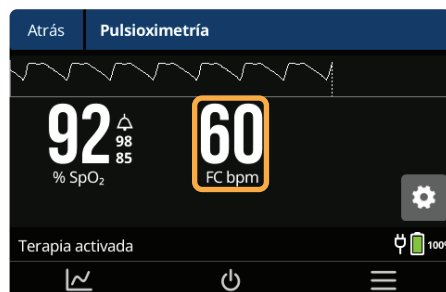 Atrás Pulsioximetría
92 98 85 60
% SpO₂ FC bpm
Terapia activada 100%